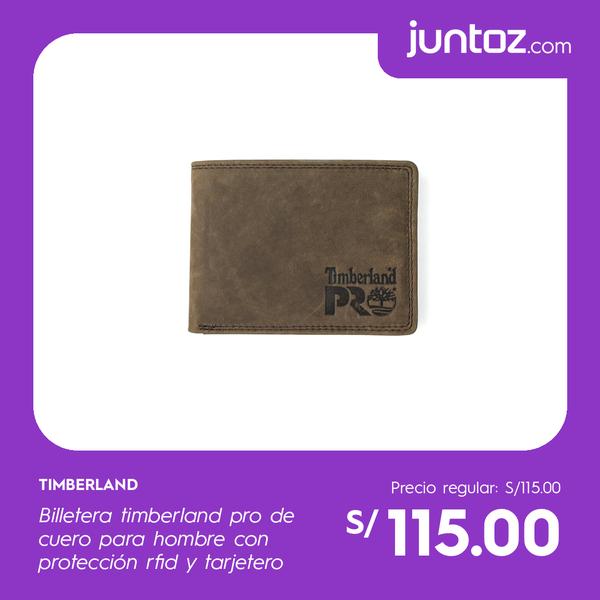 juntoz.com
Timberland
PRO
TIMBERLAND
Billetera timberland pro de
cuero para hombre con
protección rfid y tarjetero
Precio regular: S/115.00
S/ 115.00